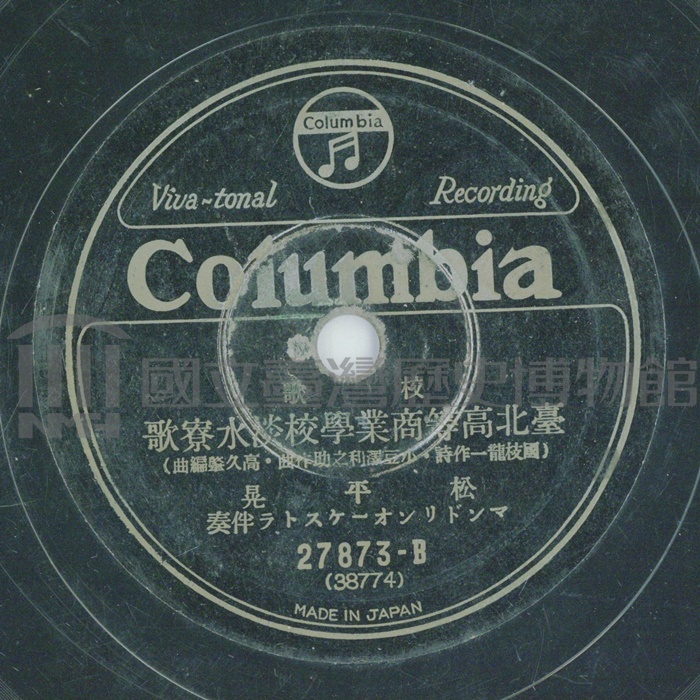 Columbia
Viva~tonal Recording
Columbia
國立臺灣歷史博物館
校歌
臺北高等商業學校淡水寮歌
(國枝龍一作詩・小豆澤利之助作曲・高久 編曲)
松平晃
マンドリンオーケストラ伴奏
27873-B
(38774)
MADE IN JAPAN